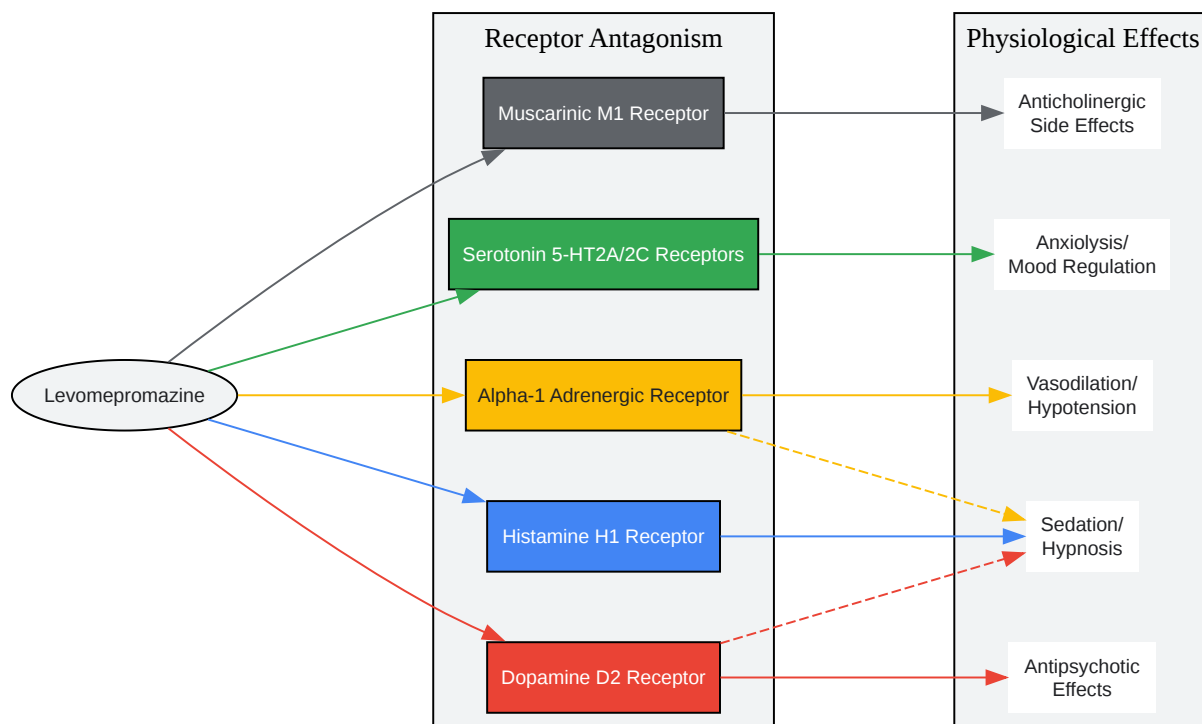 Receptor Antagonism
Physiological Effects
Muscarinic M1 Receptor
Anticholinergic
Side Effects
Serotonin 5-HT2A/2C Receptors
Anxiolysis/
Mood Regulation
Levomepromazine
Alpha-1 Adrenergic Receptor
Vasodilation/
Hypotension
Histamine H1 Receptor
Sedation/
Hypnosis
Dopamine D2 Receptor
Antipsychotic
Effects